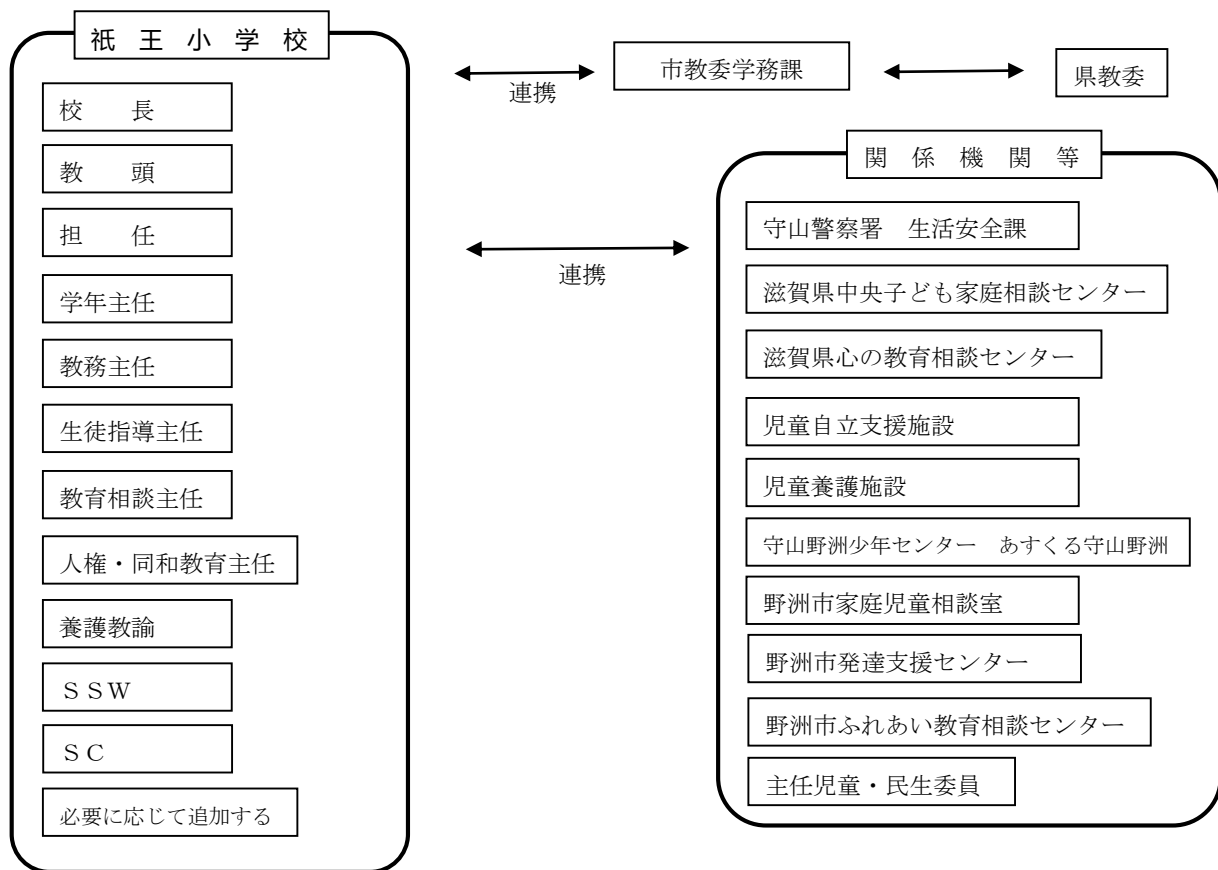 祇王小学校
校　　長
教　　頭
担　　任
学年主任
教務主任
生徒指導主任
教育相談主任
人権・同和教育主任
養護教諭
ＳＳＷ
ＳＣ
必要に応じて追加する
連携
市教委学務課
県教委
連携
関係機関等
守山警察署　生活安全課
滋賀県中央子ども家庭相談センター
滋賀県心の教育相談センター
児童自立支援施設
児童養護施設
守山野洲少年センター　あすくる守山野洲
野洲市家庭児童相談室
野洲市発達支援センター
野洲市ふれあい教育相談センター
主任児童・民生委員